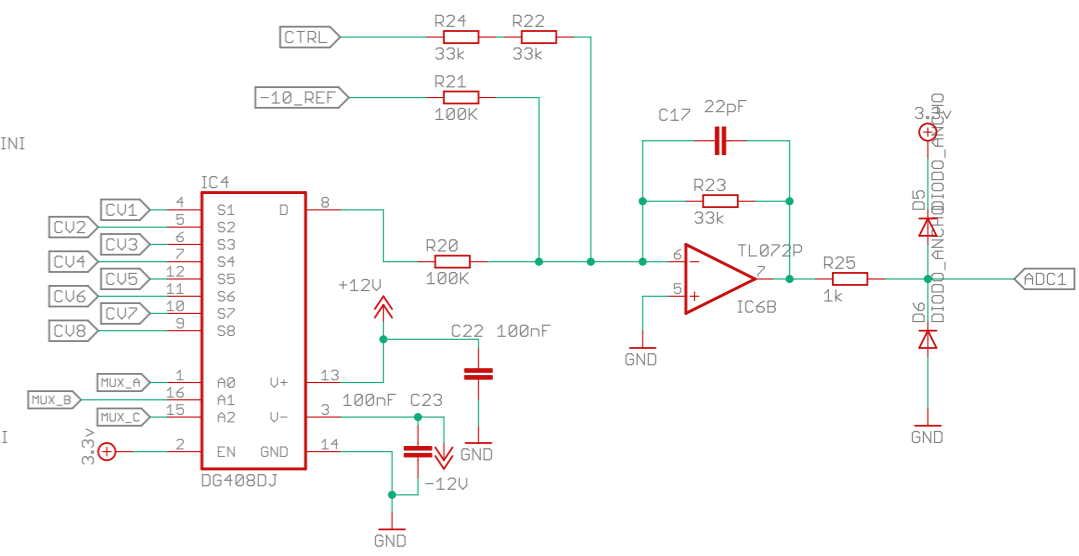 R24
R22
CTRL
33k
33k
R21
-10_REF
100K
22pF
C17
3.3v
DIODO_ANCHO
INI
R23
33k
IC4
CV1
4
S1
D
8
CV2
5
S2
CV3
6
S3
CV4
7
S4
CV5
12
S5
CV6
11
S6
CV7
10
S7
CV8
9
S8
R20
100K
6
-
TL072P
7
5
+
IC6B
GND
R25
1k
D5
DIODO_ANCHO
D6
ADC1
GND
+12V
C22 100nF
MUX_A
1
A0
V+
13
MUX_B
16
A1
100nF C23
MUX_C
15
A2
V-
3
I
3.3v
2
EN
GND
14
GND
-12V
DG408DJ
GND